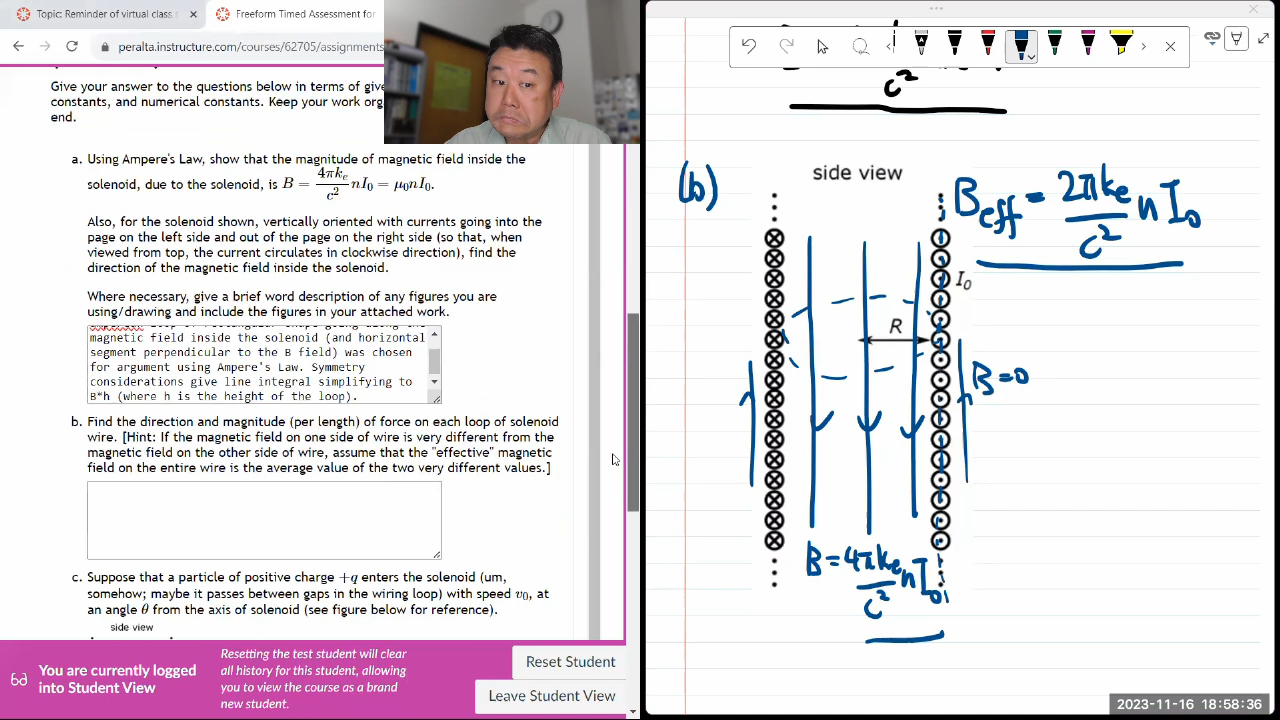 Topic: Reminder of virtual class
Freeform Timed Assessment for
peralta.instructure.com/courses/62705/assignments
Give your answer to the questions below in terms of give
constants, and numerical constants. Keep your work org
end.
a. Using Ampere's Law, show that the magnitude of magnetic field inside the
solenoid, due to the solenoid, is B = 4πkₑ/c² nI₀ = μ₀nI₀.
Also, for the solenoid shown, vertically oriented with currents going into the
page on the left side and out of the page on the right side (so that, when
viewed from top, the current circulates in clockwise direction), find the
direction of the magnetic field inside the solenoid.
Where necessary, give a brief word description of any figures you are
using/drawing and include the figures in your attached work.
magnetic field inside the solenoid (and horizontal
segment perpendicular to the B field) was chosen
for argument using Ampere's Law. Symmetry
considerations give line integral simplifying to
B*h (where h is the height of the loop).
b. Find the direction and magnitude (per length) of force on each loop of solenoid
wire. [Hint: If the magnetic field on one side of wire is very different from the
magnetic field on the other side of wire, assume that the "effective" magnetic
field on the entire wire is the average value of the two very different values.]
c. Suppose that a particle of positive charge +q enters the solenoid (um,
somehow; maybe it passes between gaps in the wiring loop) with speed v₀, at
an angle θ from the axis of solenoid (see figure below for reference).
side view
You are currently logged
into Student View
Resetting the test student will clear
all history for this student, allowing
you to view the course as a brand
new student.
Reset Student
Leave Student View
c²
(b)
side view
B_eff = 2πkₑ/c² n I₀
I₀
R
B=0
B = 4πkₑ/c² n I₀
2023-11-16 18:58:36